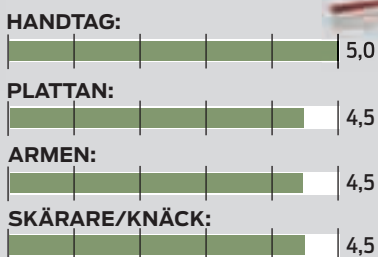 HANDTAG:
5,0
PLATTAN:
4,5
ARMEN:
4,5
SKÄRARE/KNÄCK:
4,5